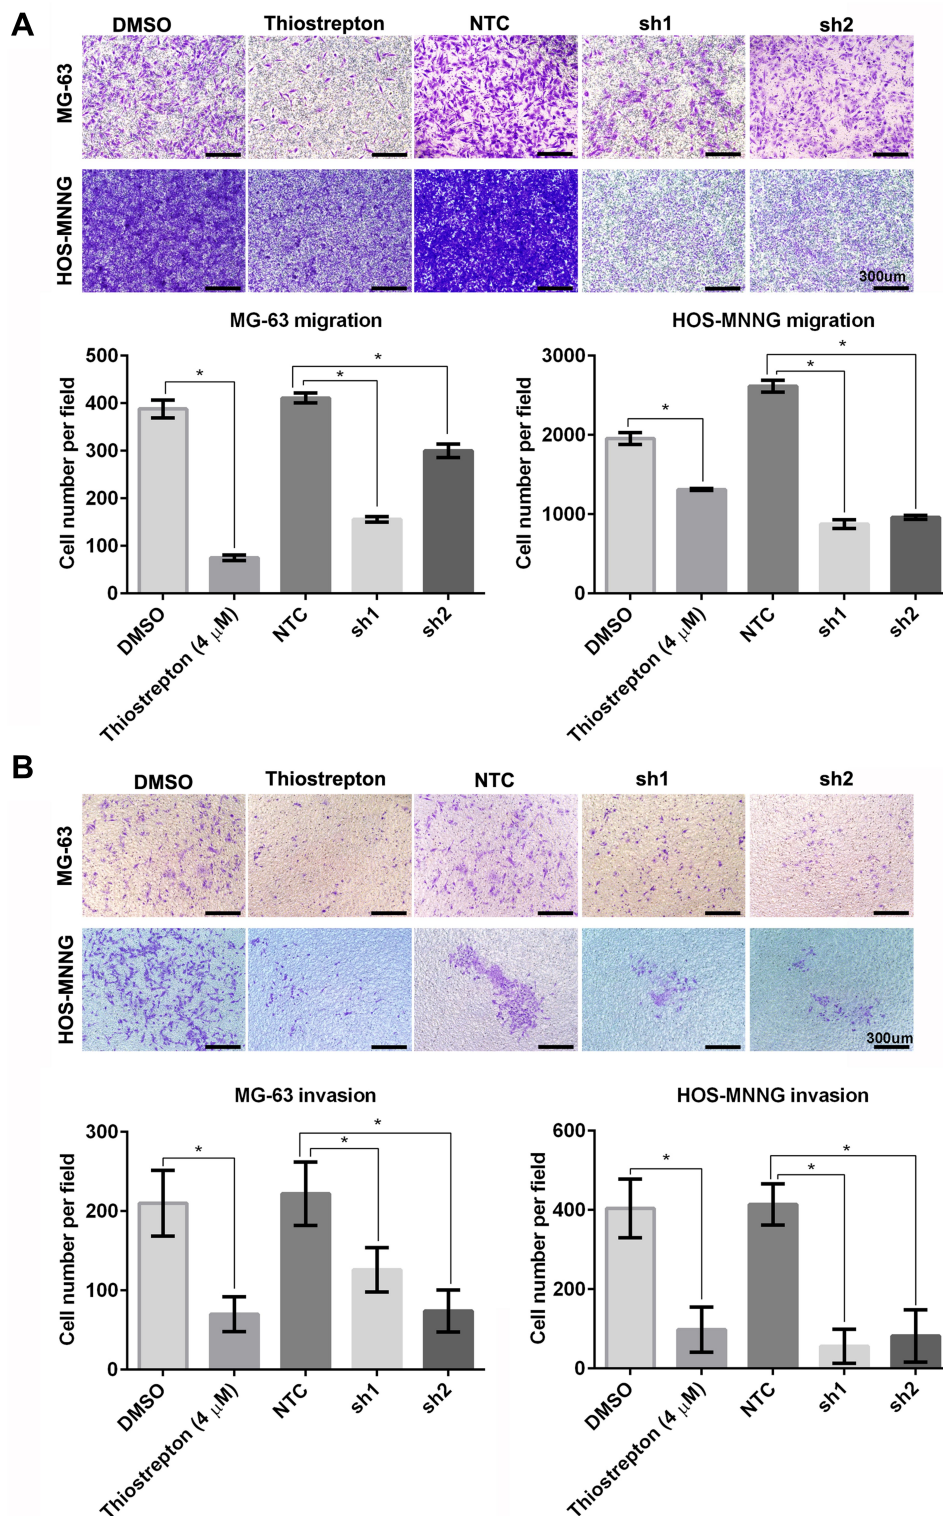 A
DMSO Thiostrepton NTC sh1 sh2
MG-63
HOS-MNNG
300um
MG-63 migration
Cell number per field
500
400
300
200
100
0
DMSO
Thiostrepton (4 μM)
NTC
sh1
sh2
*
*
*
HOS-MNNG migration
Cell number per field
3000
2000
1000
0
DMSO
Thiostrepton (4 μM)
NTC
sh1
sh2
*
*
*
B
DMSO Thiostrepton NTC sh1 sh2
MG-63
HOS-MNNG
300um
MG-63 invasion
Cell number per field
300
200
100
0
DMSO
Thiostrepton (4 μM)
NTC
sh1
sh2
*
*
*
HOS-MNNG invasion
Cell number per field
600
400
200
0
DMSO
Thiostrepton (4 μM)
NTC
sh1
sh2
*
*
*